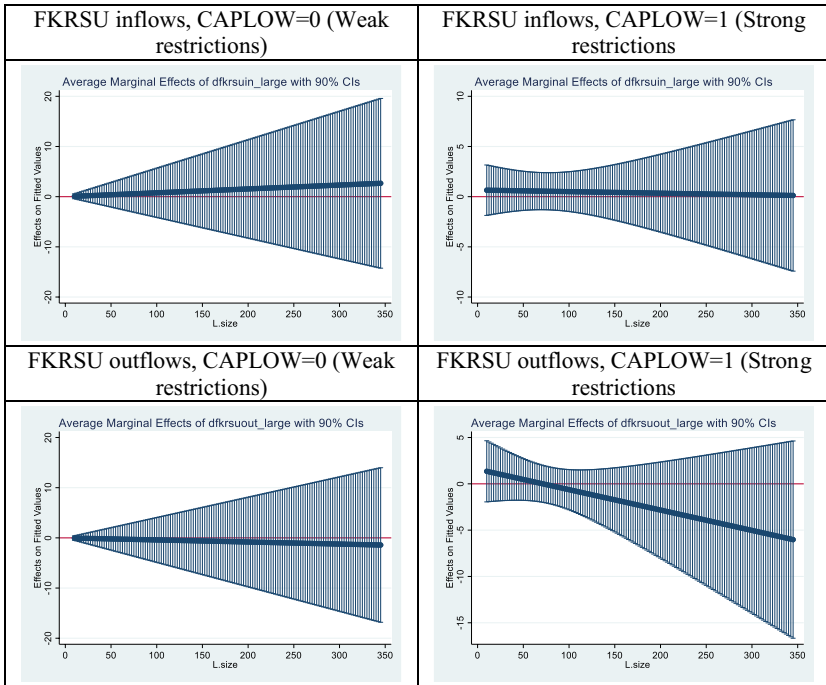 FKRSU inflows, CAPLOW=0 (Weak
restrictions)
FKRSU inflows, CAPLOW=1 (Strong
restrictions
Average Marginal Effects of dfkrsuin_large with 90% CIs
Effects on Fitted Values
20
10
0
-10
-20
0 50 100 150 200 250 300 350
L.size
Average Marginal Effects of dfkrsuin_large with 90% CIs
Effects on Fitted Values
10
5
0
-5
-10
0 50 100 150 200 250 300 350
L.size
FKRSU outflows, CAPLOW=0 (Weak
restrictions)
FKRSU outflows, CAPLOW=1 (Strong
restrictions
Average Marginal Effects of dfkrsuout_large with 90% CIs
Effects on Fitted Values
20
10
0
-10
-20
0 50 100 150 200 250 300 350
L.size
Average Marginal Effects of dfkrsuout_large with 90% CIs
Effects on Fitted Values
5
0
-5
-10
-15
0 50 100 150 200 250 300 350
L.size